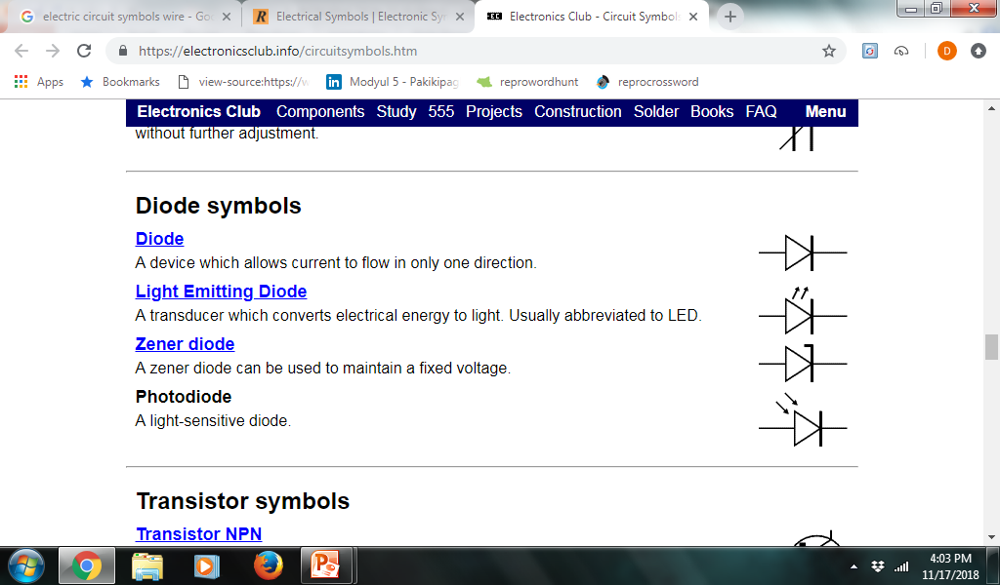 electric circuit symbols wire - Go
Electrical Symbols | Electronic Sy
EC
Electronics Club - Circuit Symbols
https://electronicsclub.info/circuitsymbols.htm
D
Apps
Bookmarks
view-source:https://w
Modyul 5 - Pakikipag
reprowordhunt
reprocrossword
Electronics Club Components Study 555 Projects Construction Solder Books FAQ Menu
without further adjustment.
Diode symbols
Diode
A device which allows current to flow in only one direction.
Light Emitting Diode
A transducer which converts electrical energy to light. Usually abbreviated to LED.
Zener diode
A zener diode can be used to maintain a fixed voltage.
Photodiode
A light-sensitive diode.
Transistor symbols
Transistor NPN
4:03 PM
11/17/2018